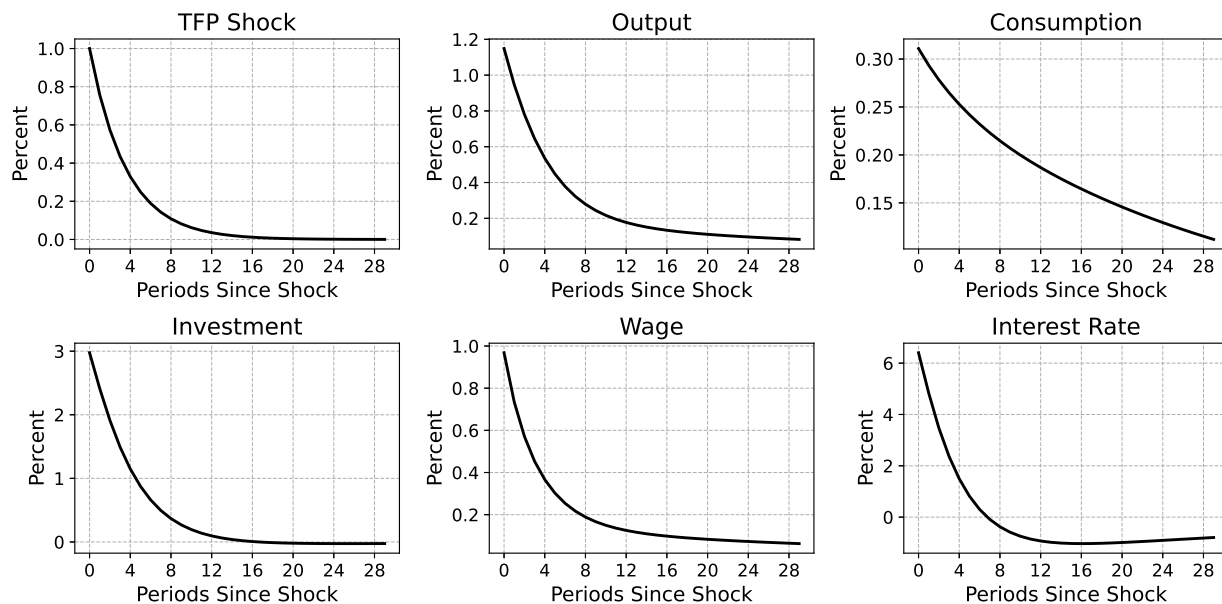 TFP Shock
Percent
1.0
0.8
0.6
0.4
0.2
0.0
0 4 8 12 16 20 24 28
Periods Since Shock
Output
Percent
1.2
1.0
0.8
0.6
0.4
0.2
0 4 8 12 16 20 24 28
Periods Since Shock
Consumption
Percent
0.30
0.25
0.20
0.15
0 4 8 12 16 20 24 28
Periods Since Shock
Investment
Percent
3
2
1
0
0 4 8 12 16 20 24 28
Periods Since Shock
Wage
Percent
1.0
0.8
0.6
0.4
0.2
0 4 8 12 16 20 24 28
Periods Since Shock
Interest Rate
Percent
6
4
2
0
0 4 8 12 16 20 24 28
Periods Since Shock